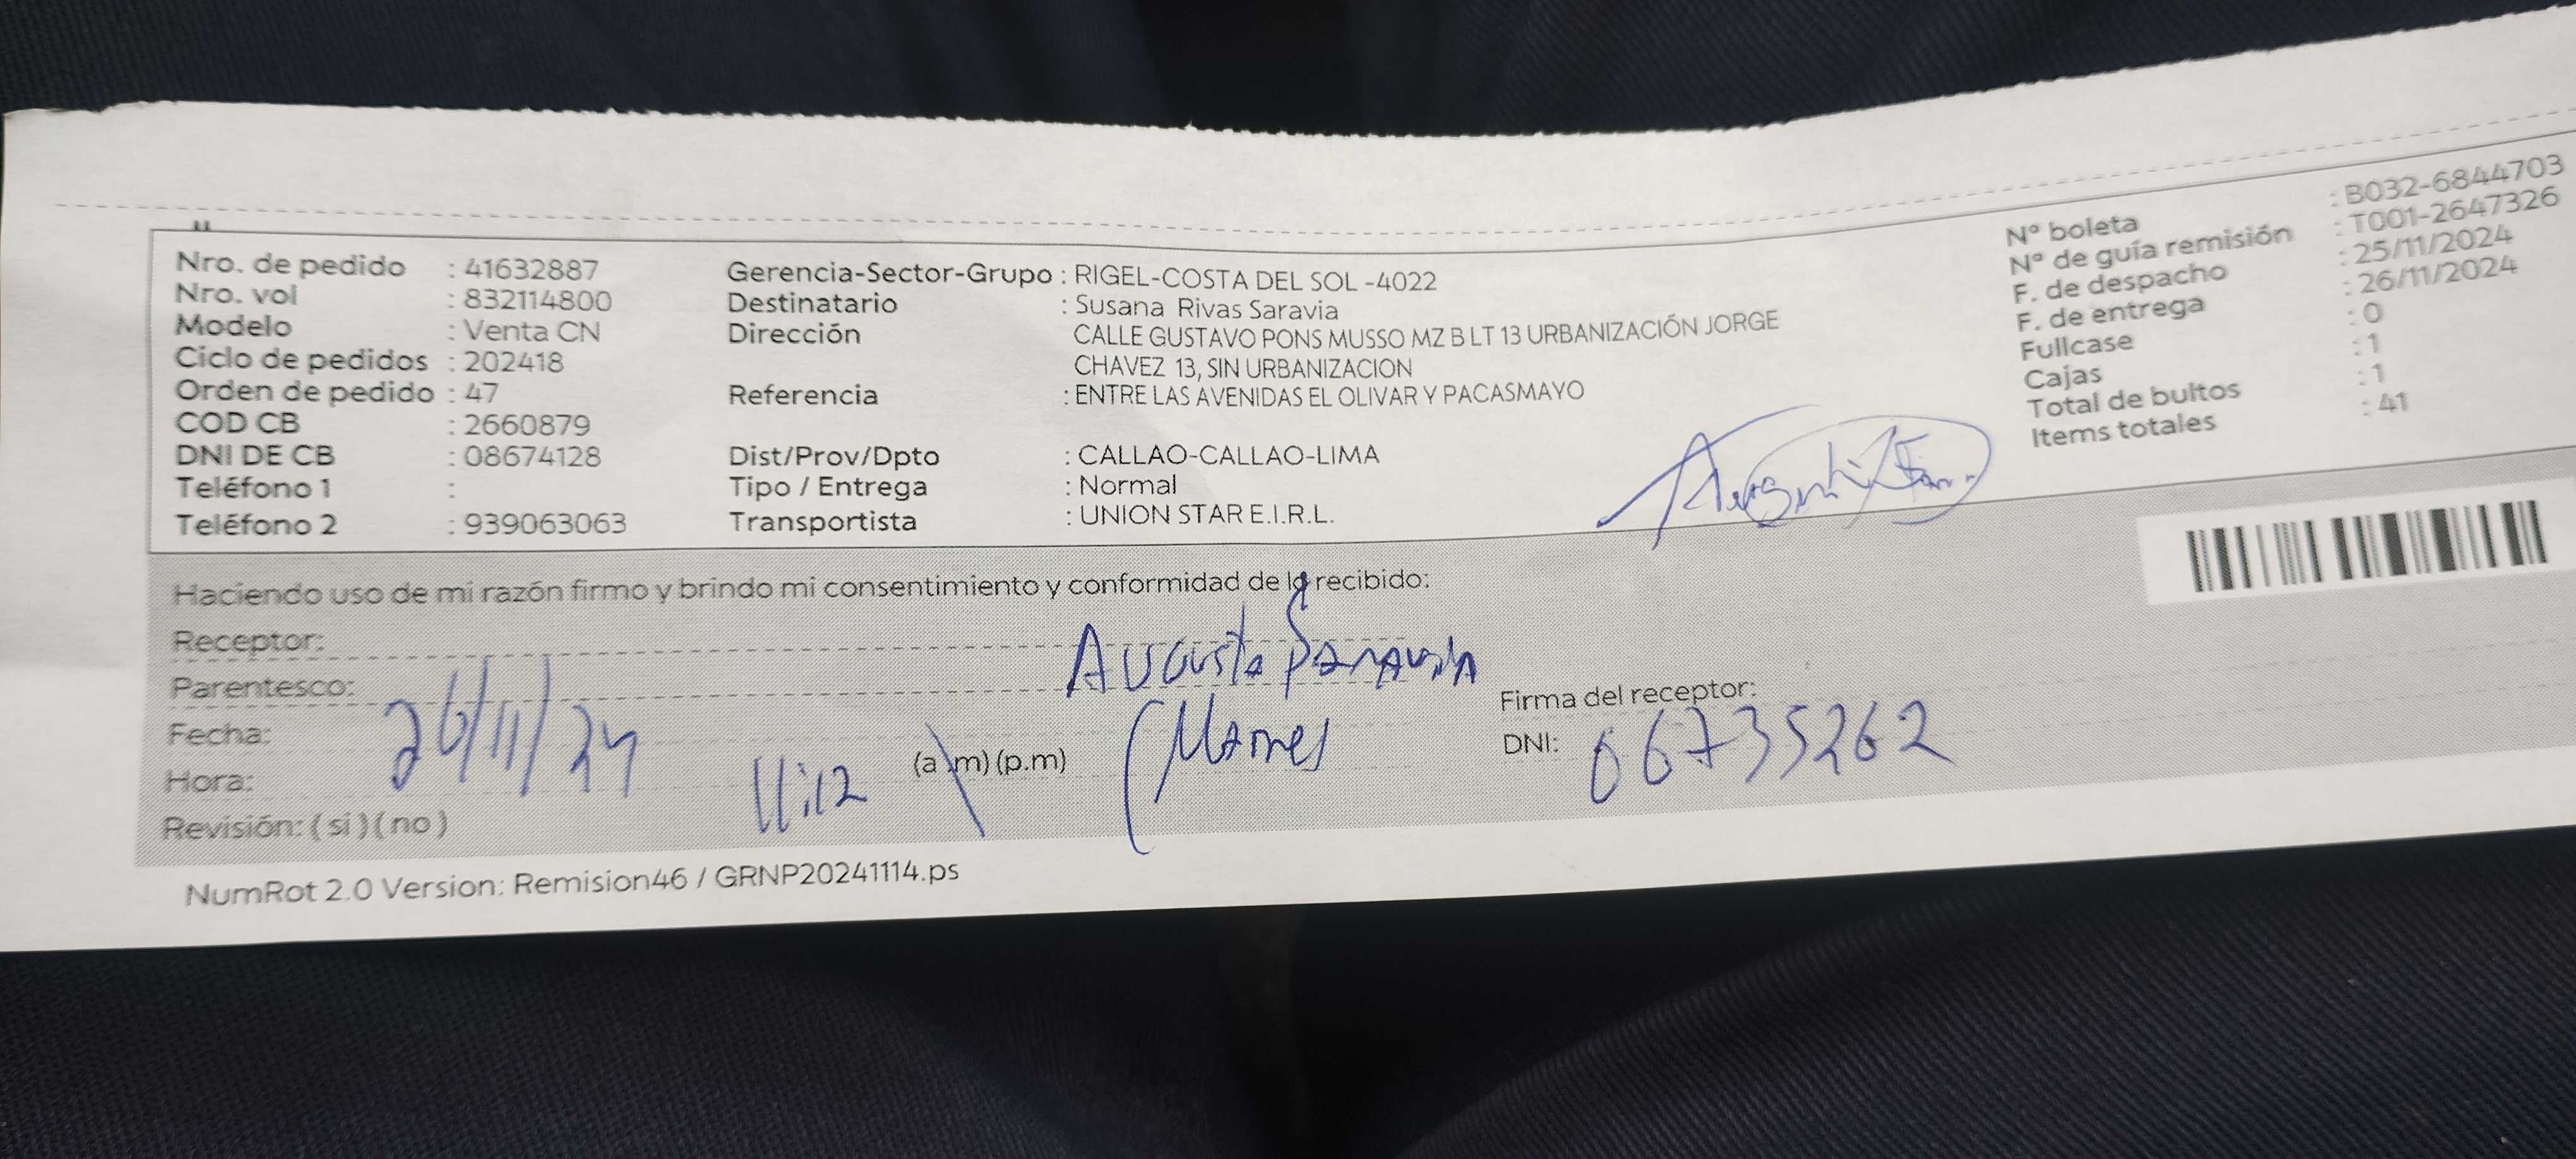 Nro. de pedido : 41632887
Nro. vol : 832114800
Modelo : Venta CN
Ciclo de pedidos : 202418
Orden de pedido : 47
COD CB : 2660879
DNI DE CB : 08674128
Teléfono 1 :
Teléfono 2 : 939063063
Gerencia-Sector-Grupo : RIGEL-COSTA DEL SOL -4022
Destinatario : Susana Rivas Saravia
Dirección CALLE GUSTAVO PONS MUSSO MZ B LT 13 URBANIZACIÓN JORGE
CHAVEZ 13, SIN URBANIZACION
Referencia : ENTRE LAS AVENIDAS EL OLIVAR Y PACASMAYO
Dist/Prov/Dpto : CALLAO-CALLAO-LIMA
Tipo / Entrega : Normal
Transportista : UNION STAR E.I.R.L.
N° boleta : B032-6844703
N° de guía remisión : T001-2647326
F. de despacho : 25/11/2024
F. de entrega : 26/11/2024
Fullcase : 0
Cajas : 1
Total de bultos : 1
Items totales : 41
Haciendo uso de mi razón firmo y brindo mi consentimiento y conformidad de lo recibido:
Receptor:
Parentesco: Saravia
Fecha: 26/11/24
Hora: 11:12 (a.m) (p.m)
Revisión: ( si ) ( no )
Firma del receptor:
DNI: 06735262
NumRot 2.0 Version: Remision46 / GRNP20241114.ps